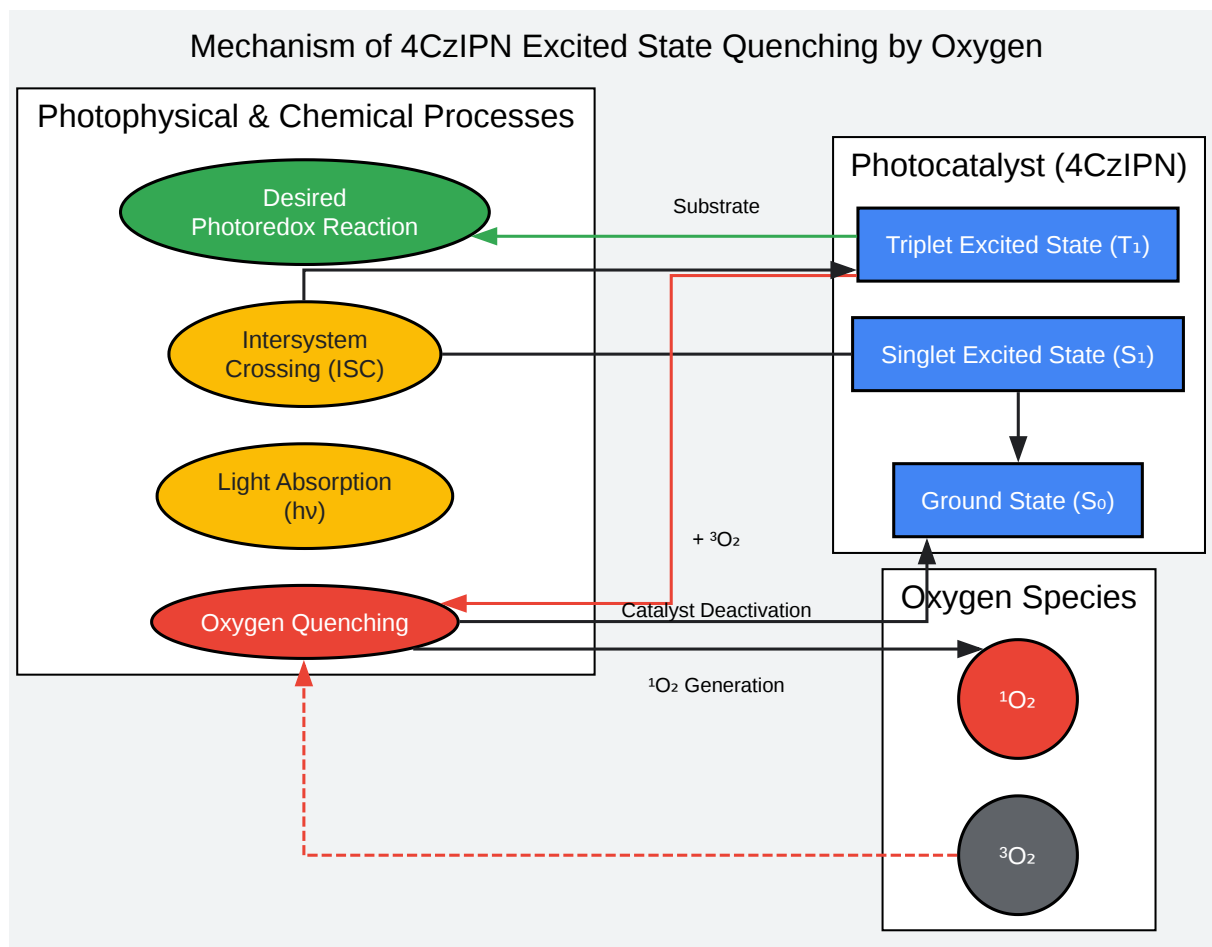 Mechanism of 4CzIPN Excited State Quenching by Oxygen
Photophysical & Chemical Processes
Desired
Photoredox Reaction
Intersystem
Crossing (ISC)
Light Absorption
(hν)
Oxygen Quenching
Substrate
+ ³O₂
Catalyst Deactivation
¹O₂ Generation
Photocatalyst (4CzIPN)
Triplet Excited State (T₁)
Singlet Excited State (S₁)
Ground State (S₀)
Oxygen Species
¹O₂
³O₂